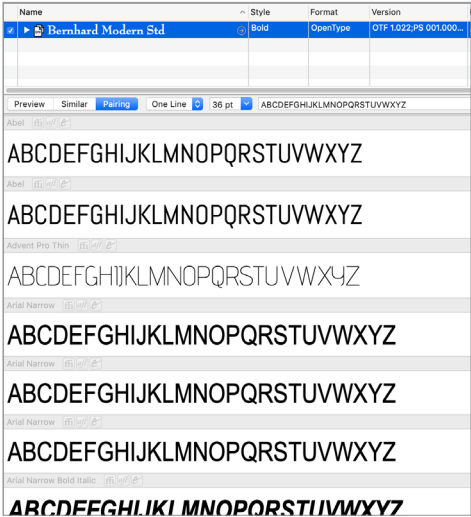 Name Style Format Version
Bernhard Modern Std Bold OpenType OTF 1.022;PS 001.000...
Preview Similar Pairing One Line 36 pt ABCDEFGHIJKLMNOPQRSTUVWXYZ
Abel
ABCDEFGHIJKLMNOPQRSTUVWXYZ
Abel
ABCDEFGHIJKLMNOPQRSTUVWXYZ
Advent Pro Thin
ABCDEFGHIJKLMNOPQRSTUVWXYZ
Arial Narrow
ABCDEFGHIJKLMNOPQRSTUVWXYZ
Arial Narrow
ABCDEFGHIJKLMNOPQRSTUVWXYZ
Arial Narrow
ABCDEFGHIJKLMNOPQRSTUVWXYZ
Arial Narrow Bold Italic
ABCDEFGHIJKLMNOPQRSTUVWXYZ